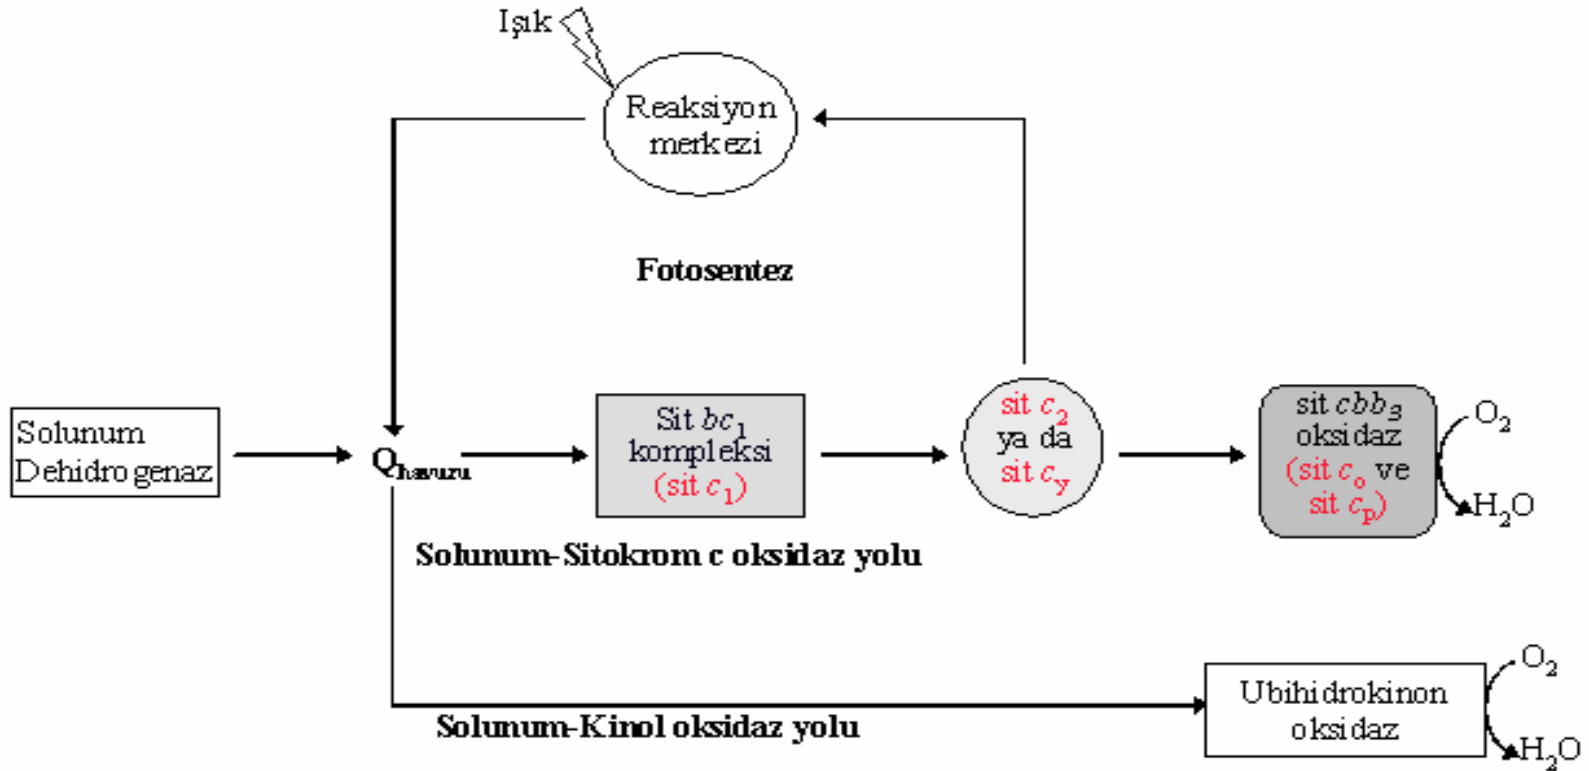 Işık
Reaksiyon
merkezi
Fotosentez
Solunum
Dehidrogenaz
Qhavuzu
Sit bc1
kompleksi
(sit c1)
sit c2
ya da
sit cy
sit cbb3
oksidaz
(sit co ve
sit cp)
O2
H2O
Solunum-Sitokrom c oksidaz yolu
Ubihidrokinon
oksidaz
O2
H2O
Solunum-Kinol oksidaz yolu